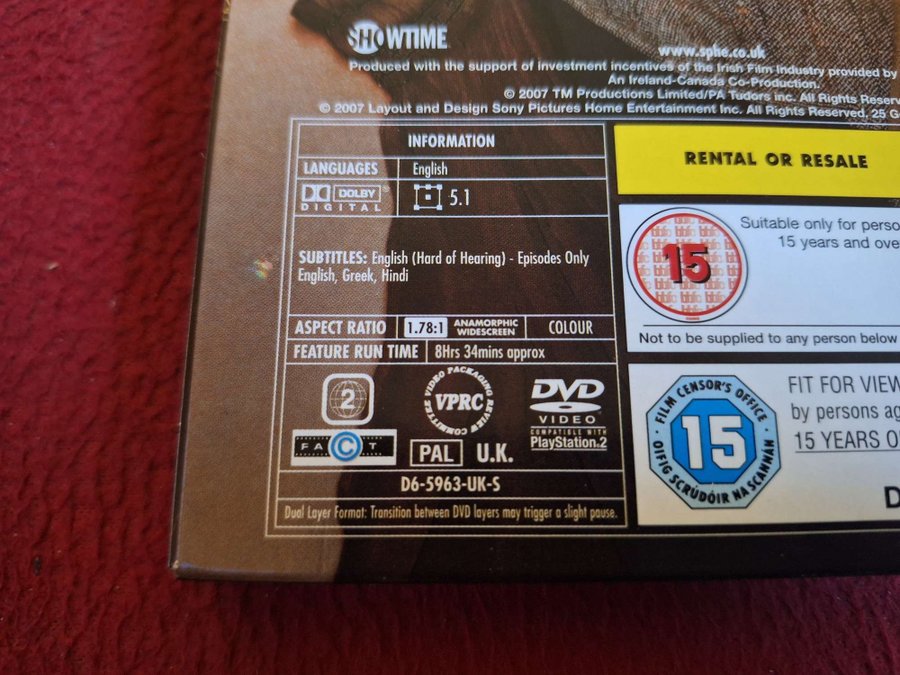 SHOWTIME
www.sphe.co.uk
Produced with the support of investment incentives of the Irish Film Industry provided by
An Ireland-Canada Co-Production.
© 2007 TM Productions Limited/PA Tudors inc. All Rights Reserv
© 2007 Layout and Design Sony Pictures Home Entertainment Inc. All Rights Reserved, 25 G
INFORMATION
LANGUAGES English
DOLBY DIGITAL 5.1
SUBTITLES: English (Hard of Hearing) - Episodes Only
English, Greek, Hindi
ASPECT RATIO 1.78:1 ANAMORPHIC WIDESCREEN COLOUR
FEATURE RUN TIME 8Hrs 34mins approx
2
VIDEO PACKAGING REVIEW COMMITTEE
VPRC
DVD
VIDEO
COMPATIBLE WITH
PlayStation.2
FACT
PAL U.K.
D6-5963-UK-S
Dual Layer Format: Transition between DVD layers may trigger a slight pause.
RENTAL OR RESALE
15
Suitable only for perso
15 years and ove
Not to be supplied to any person below
FILM CENSOR'S OFFICE
15
OIFIG SCRÚDÓIR NA SCANNÁN
FIT FOR VIEW
by persons ag
15 YEARS O
D